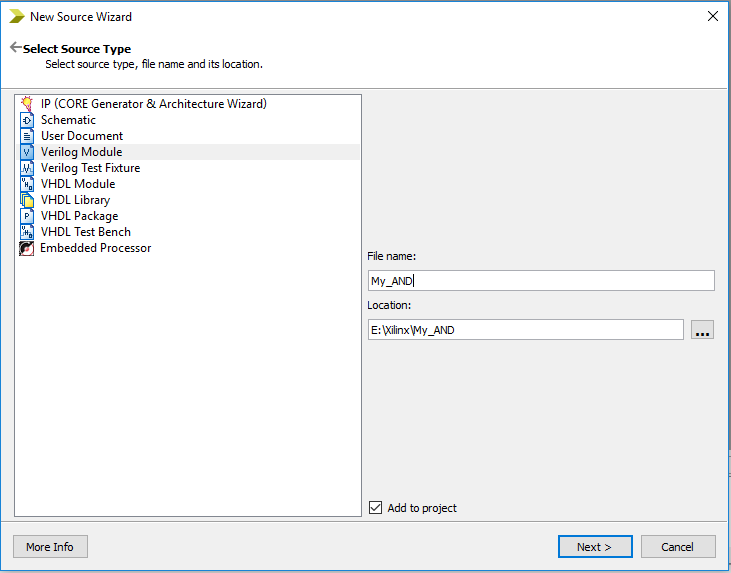 New Source Wizard
Select Source Type
Select source type, file name and its location.
IP (CORE Generator & Architecture Wizard)
Schematic
User Document
Verilog Module
Verilog Test Fixture
VHDL Module
VHDL Library
VHDL Package
VHDL Test Bench
Embedded Processor
File name:
My_AND
Location:
E:\Xilinx\My_AND
...
Add to project
More Info
Next >
Cancel